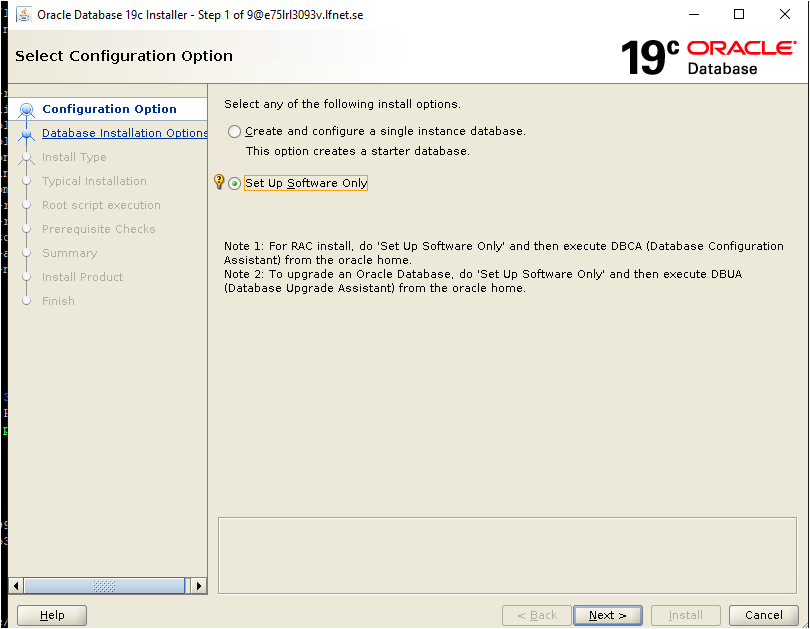 Oracle Database 19c Installer - Step 1 of 9@e75lrl3093v.lfnet.se
Select Configuration Option
19c ORACLE
Database
Configuration Option
Database Installation Options
Install Type
Typical Installation
Root script execution
Prerequisite Checks
Summary
Install Product
Finish
Select any of the following install options.
Create and configure a single instance database.
This option creates a starter database.
Set Up Software Only
Note 1: For RAC install, do 'Set Up Software Only' and then execute DBCA (Database Configuration
Assistant) from the oracle home.
Note 2: To upgrade an Oracle Database, do 'Set Up Software Only' and then execute DBUA
(Database Upgrade Assistant) from the oracle home.
Help
< Back
Next >
Install
Cancel